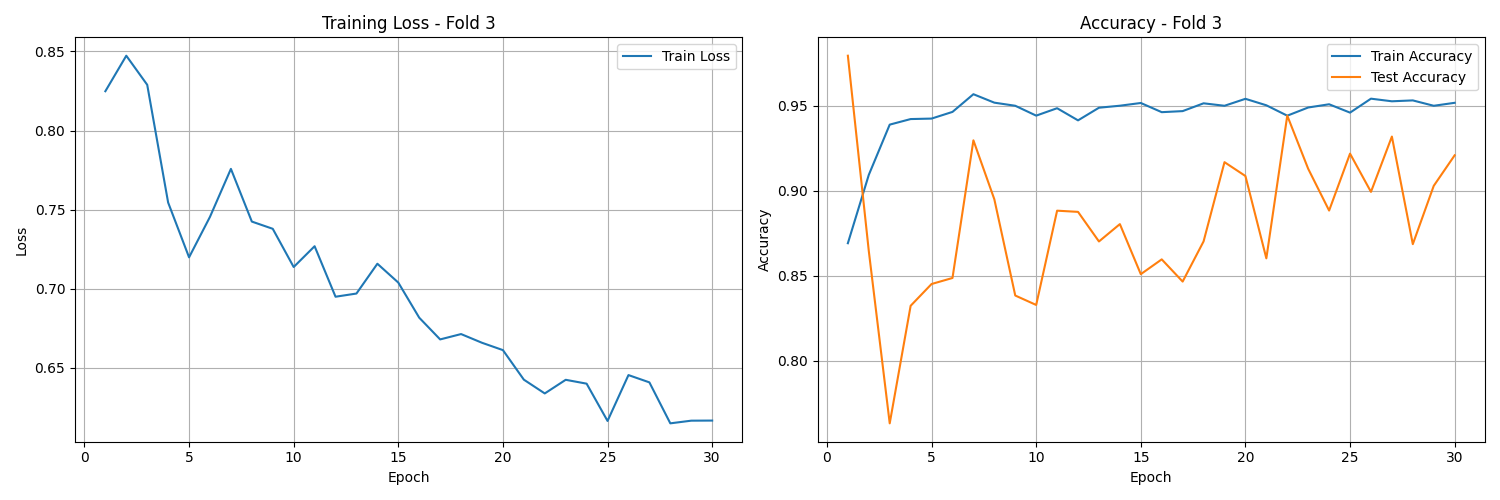 Training Loss - Fold 3
Train Loss
0.85
0.80
0.75
0.70
0.65
Loss
0 5 10 15 20 25 30
Epoch
Accuracy - Fold 3
Train Accuracy
Test Accuracy
0.95
0.90
0.85
0.80
Accuracy
0 5 10 15 20 25 30
Epoch